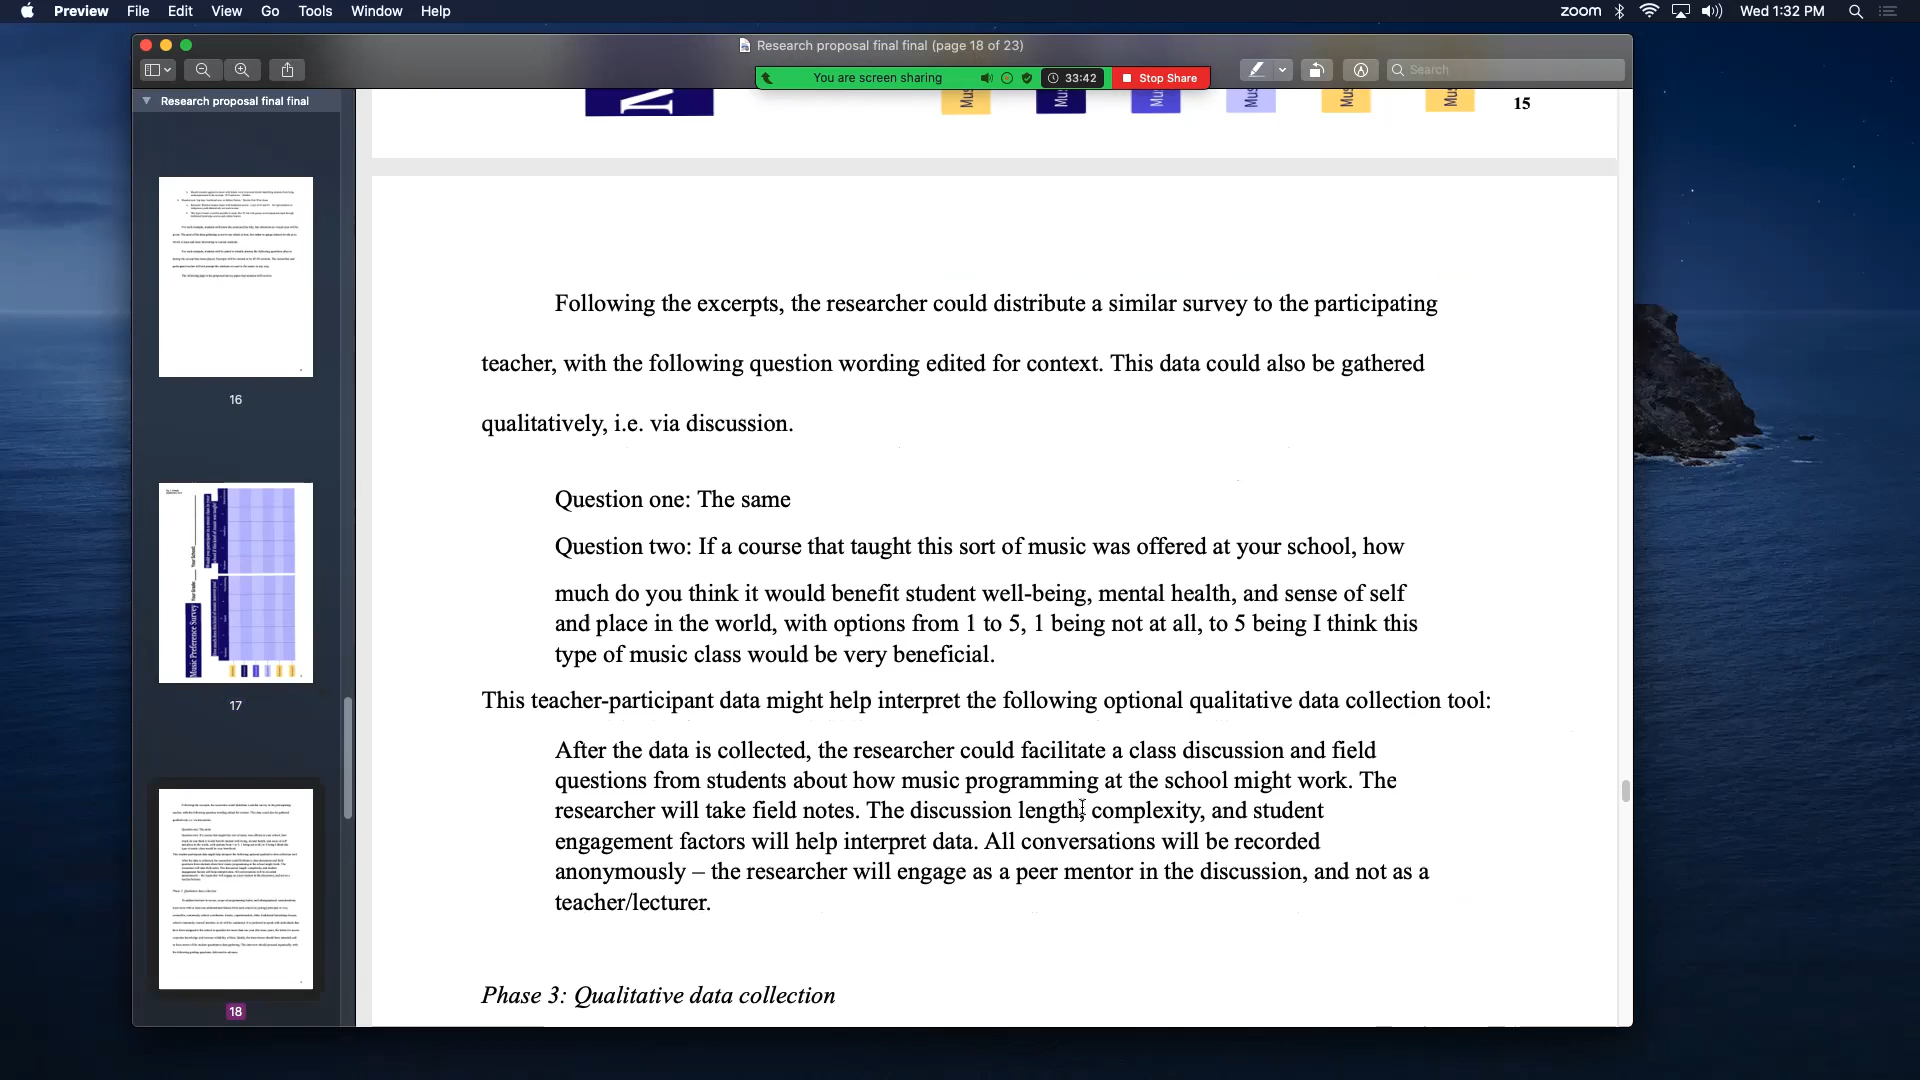 Preview File Edit View Go Tools Window Help zoom Wed 1:32 PM
Research proposal final final (page 18 of 23)
You are screen sharing 33:42 Stop Share
Search
Research proposal final final
15
16
Music Preference Survey
17
18
Following the excerpts, the researcher could distribute a similar survey to the participating
teacher, with the following question wording edited for context. This data could also be gathered
qualitatively, i.e. via discussion.
Question one: The same
Question two: If a course that taught this sort of music was offered at your school, how
much do you think it would benefit student well-being, mental health, and sense of self
and place in the world, with options from 1 to 5, 1 being not at all, to 5 being I think this
type of music class would be very beneficial.
This teacher-participant data might help interpret the following optional qualitative data collection tool:
After the data is collected, the researcher could facilitate a class discussion and field
questions from students about how music programming at the school might work. The
researcher will take field notes. The discussion length, complexity, and student
engagement factors will help interpret data. All conversations will be recorded
anonymously – the researcher will engage as a peer mentor in the discussion, and not as a
teacher/lecturer.
Phase 3: Qualitative data collection